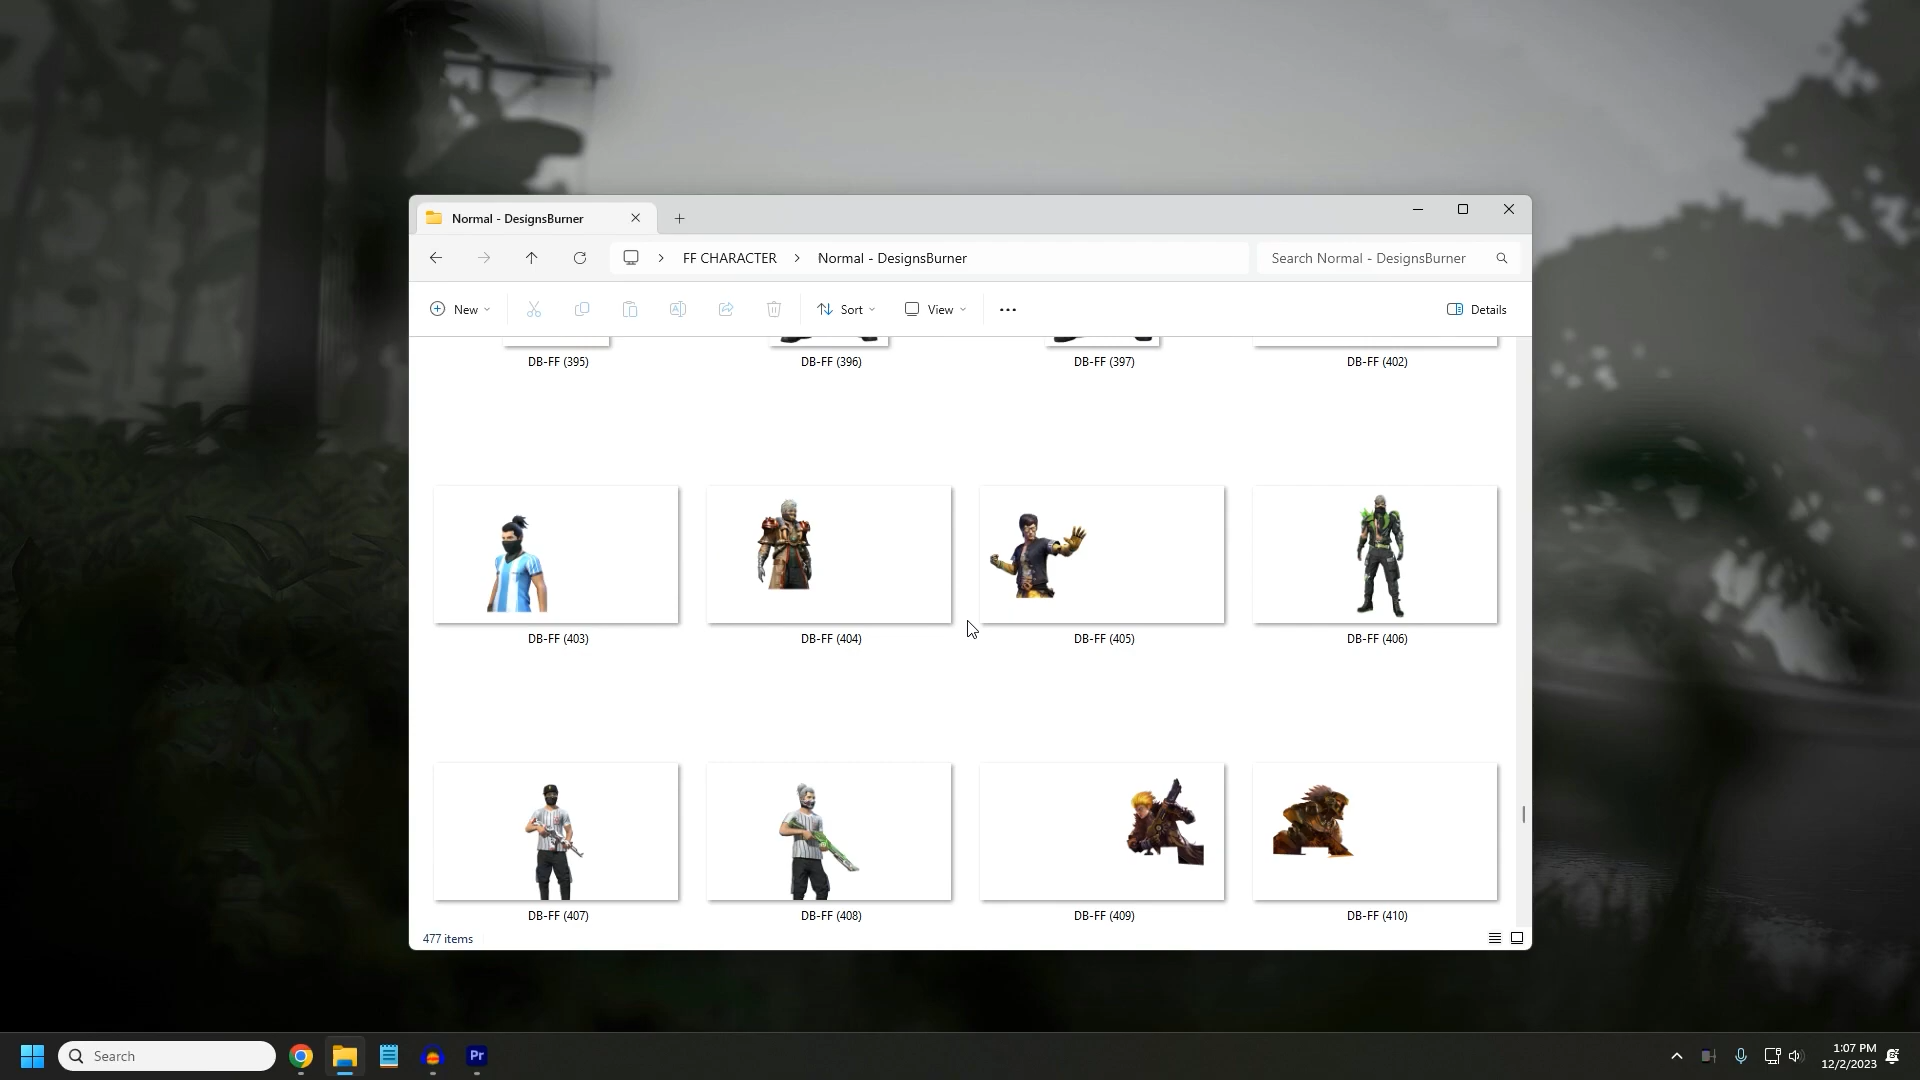 Normal - DesignsBurner
FF CHARACTER
Normal - DesignsBurner
Search Normal - DesignsBurner
New
Sort
View
Details
DB-FF (395)
DB-FF (396)
DB-FF (397)
DB-FF (402)
DB-FF (403)
DB-FF (404)
DB-FF (405)
DB-FF (406)
DB-FF (407)
DB-FF (408)
DB-FF (409)
DB-FF (410)
477 items
Search
Pr
1:07 PM
12/2/2023